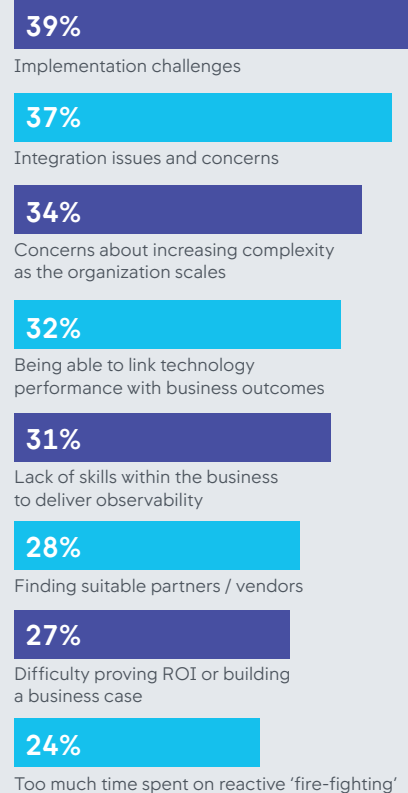 39%
Implementation challenges
37%
Integration issues and concerns
34%
Concerns about increasing complexity
as the organization scales
32%
Being able to link technology
performance with business outcomes
31%
Lack of skills within the business
to deliver observability
28%
Finding suitable partners / vendors
27%
Difficulty proving ROI or building
a business case
24%
Too much time spent on reactive ‘fire-fighting’